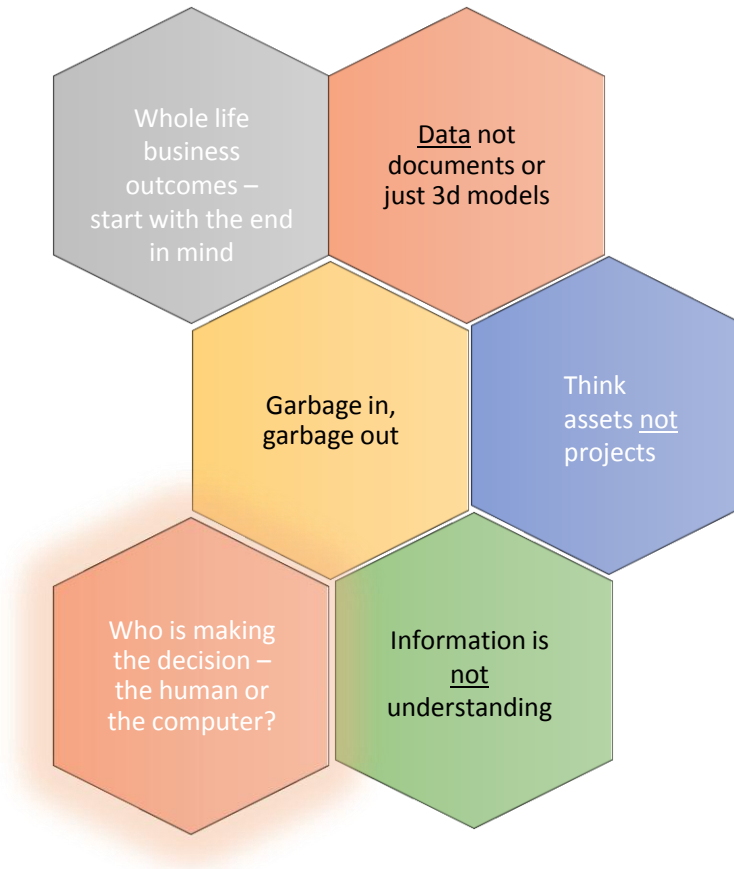 Whole life
business
outcomes –
start with the end
in mind
Data not
documents or
just 3d models
Garbage in,
garbage out
Think
assets not
projects
Who is making
the decision –
the human or
the computer?
Information is
not
understanding